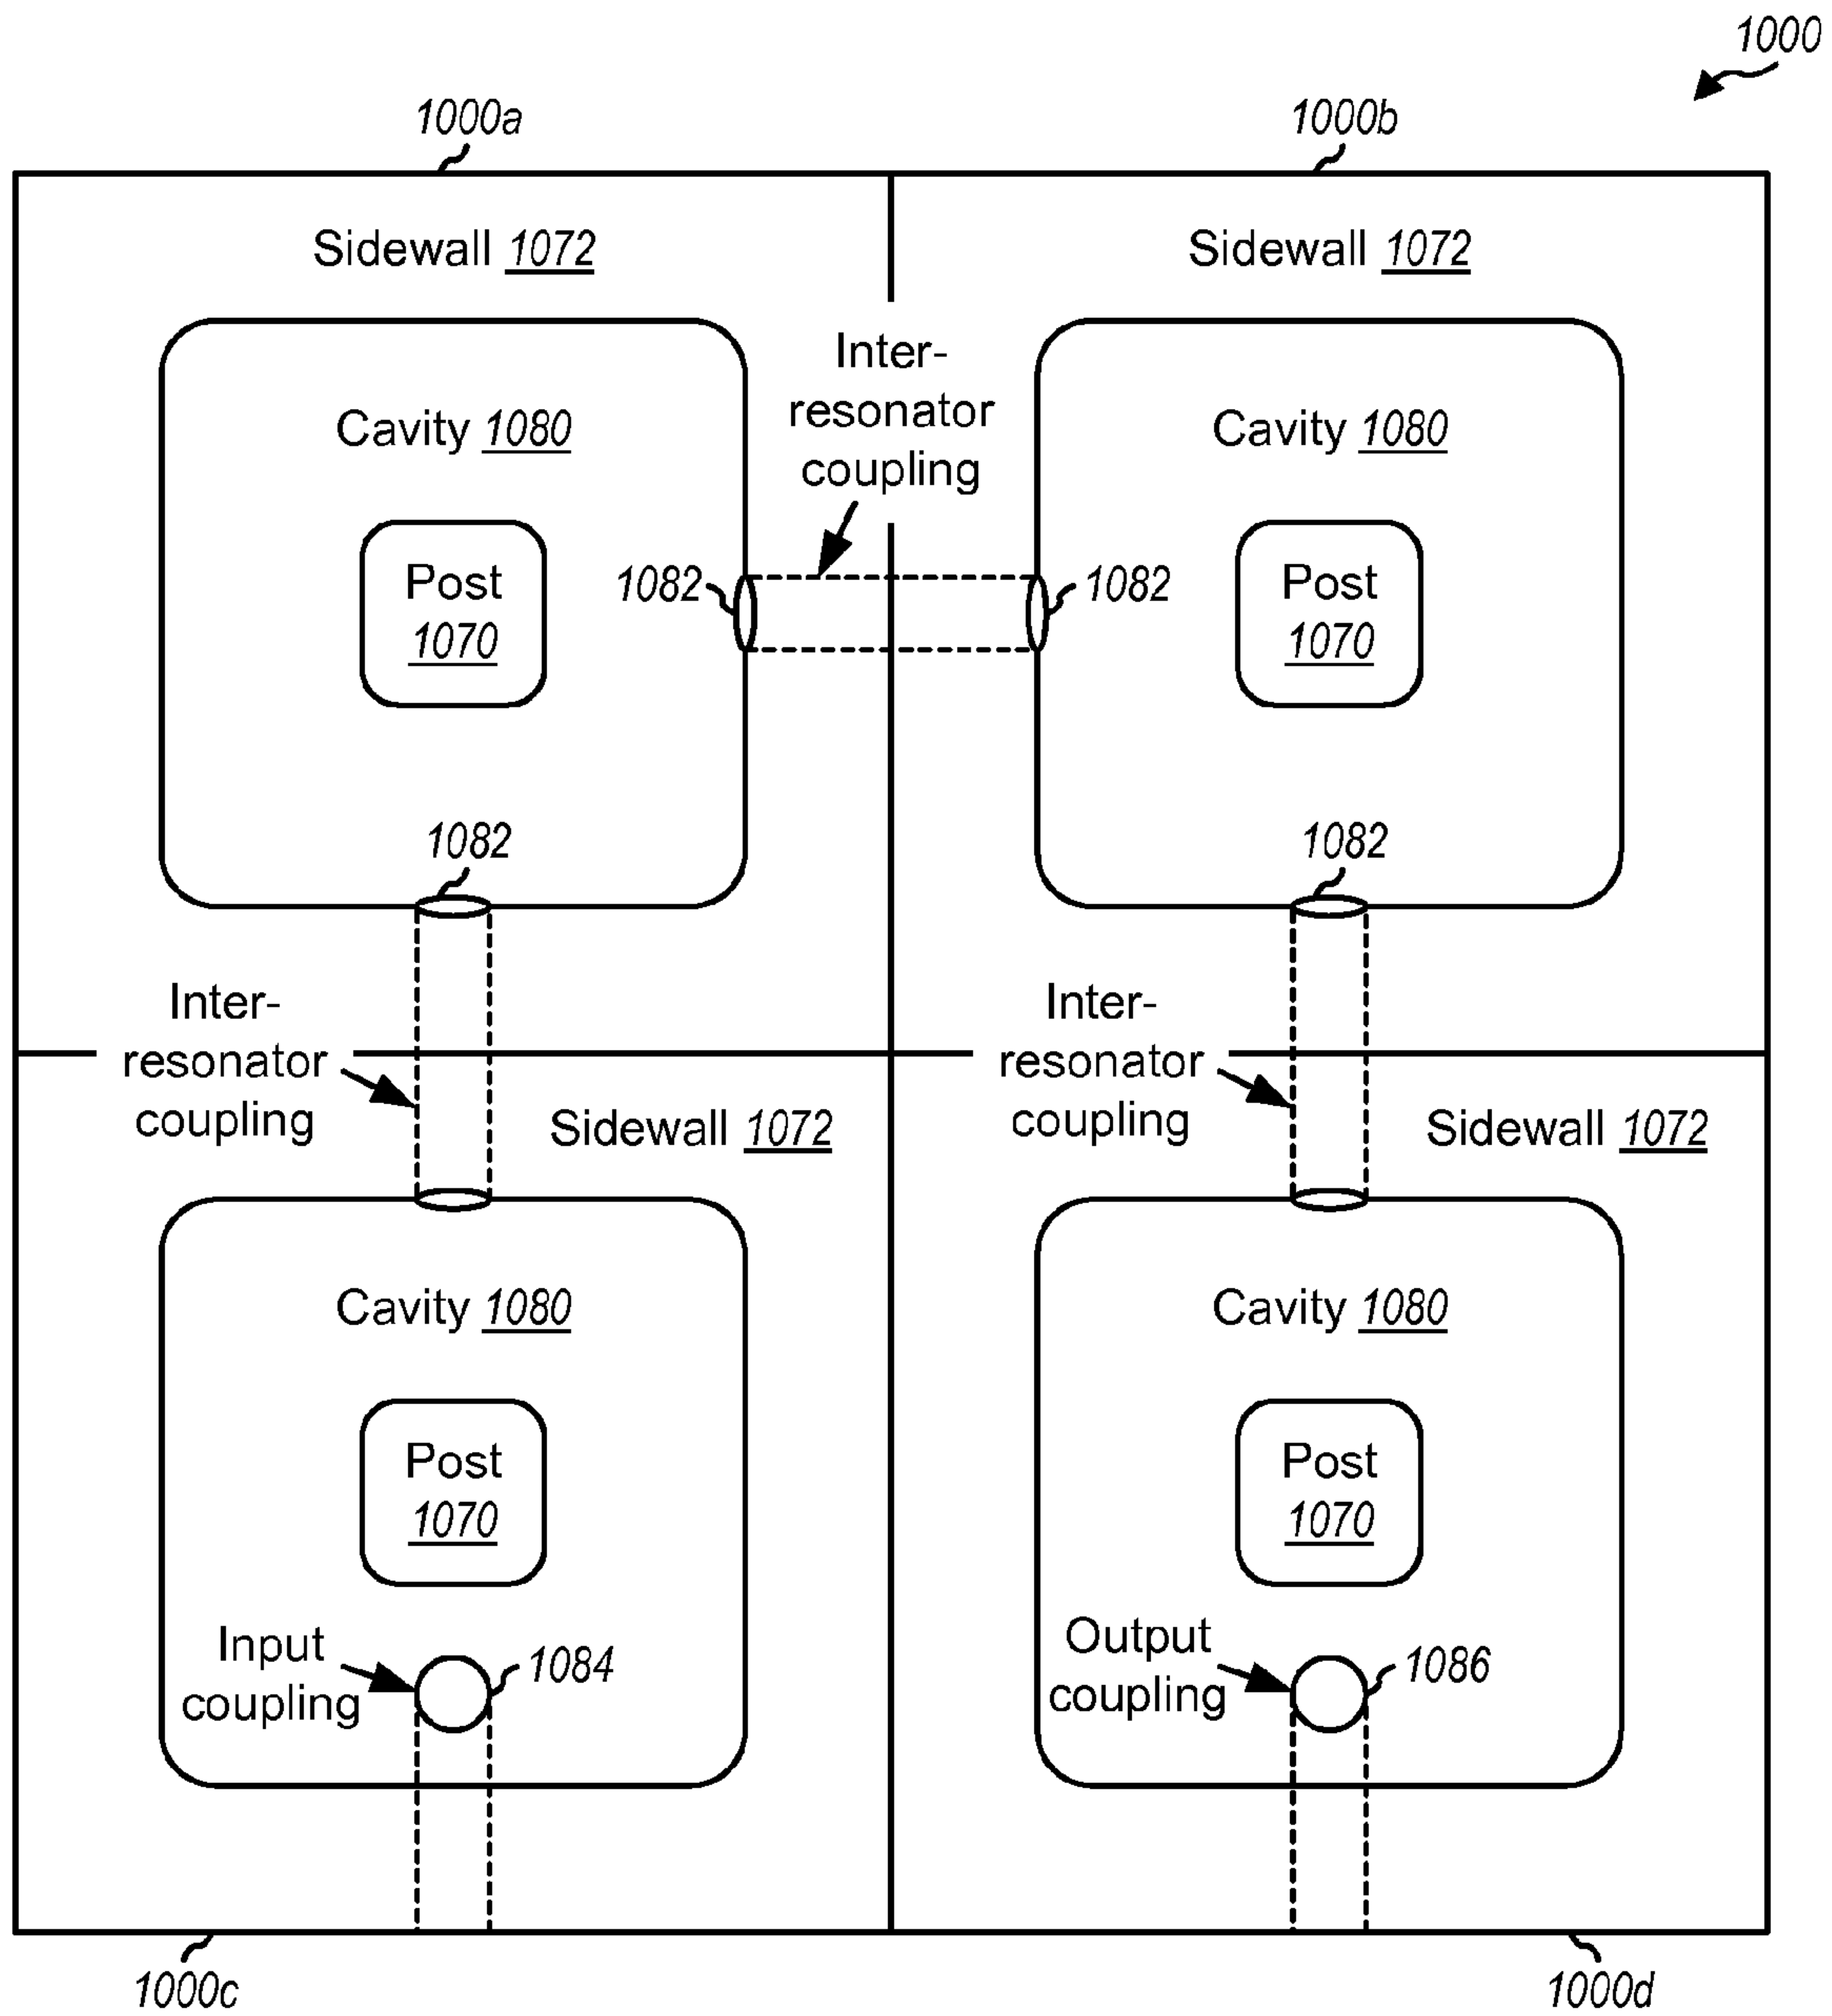 1000
1000a
1000b
Sidewall 1072
Sidewall 1072
Inter-
resonator
coupling
Cavity 1080
Cavity 1080
Post
1070
Post
1070
1082
1082
1082
1082
Inter-
resonator
coupling
Inter-
resonator
coupling
Sidewall 1072
Sidewall 1072
Cavity 1080
Cavity 1080
Post
1070
Post
1070
Input
coupling
1084
Output
coupling
1086
1000c
1000d